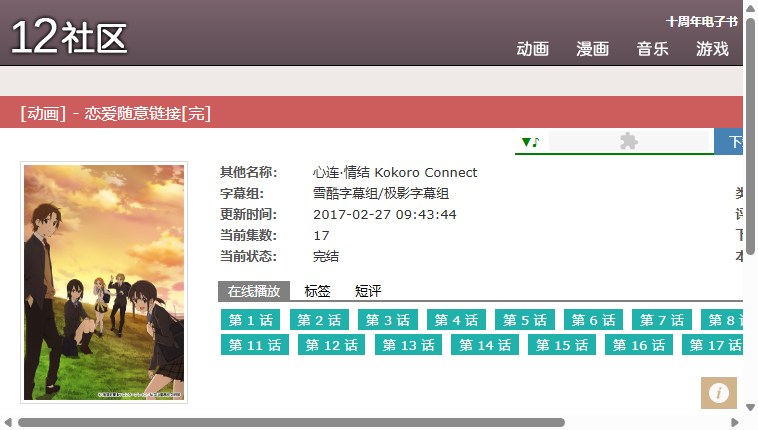 12社区
十周年电子书
动画 漫画 音乐 游戏
[动画] - 恋爱随意链接[完]
▼♪
其他名称: 心连·情结 Kokoro Connect
字幕组: 雪酷字幕组/极影字幕组
更新时间: 2017-02-27 09:43:44
当前集数: 17
当前状态: 完结
在线播放 标签 短评
第 1 话 第 2 话 第 3 话 第 4 话 第 5 话 第 6 话 第 7 话 第 8
第 11 话 第 12 话 第 13 话 第 14 话 第 15 话 第 16 话 第 17 话